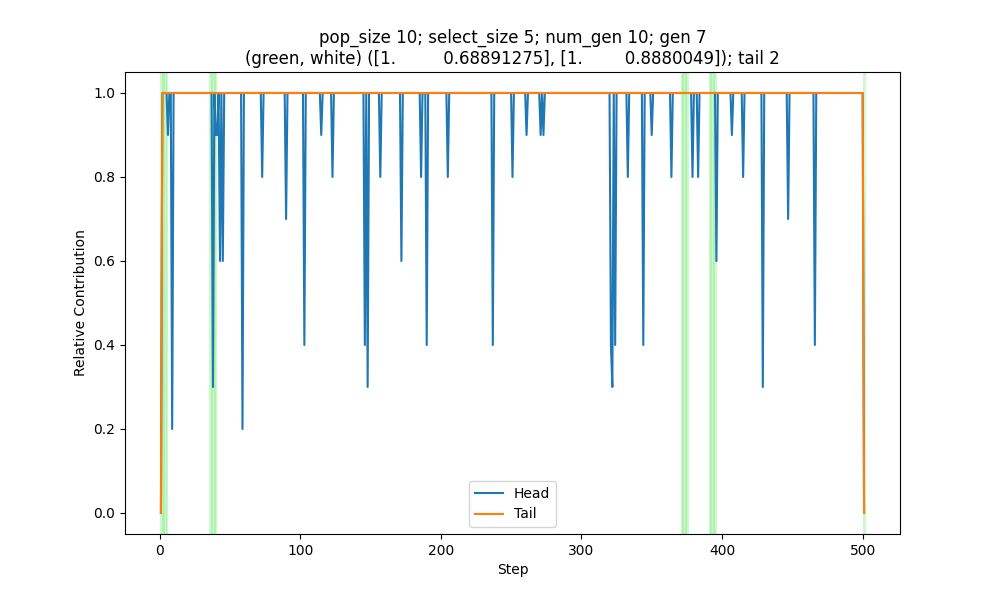 pop_size 10; select_size 5; num_gen 10; gen 7
(green, white) ([1.         0.68891275], [1.        0.8880049]); tail 2
Relative Contribution
1.0
0.8
0.6
0.4
0.2
0.0
Head
Tail
0
100
200
300
400
500
Step